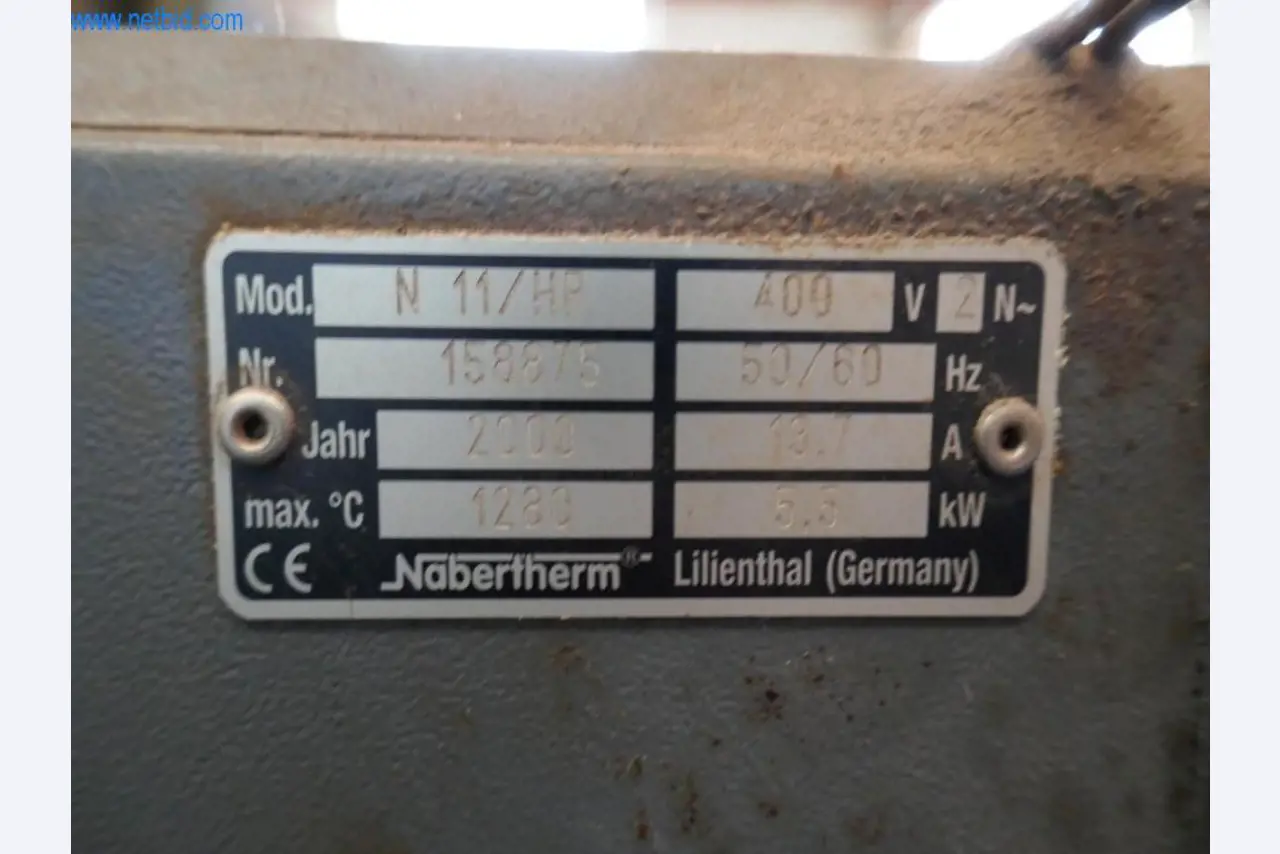 www.netbid.com
Mod. N 11/HR 400 V 2 N~
Nr. 158875 50/60 Hz
Jahr 2000 13.7 A
max. °C 1280 5.5 kW
CE Nabertherm® Lilienthal (Germany)